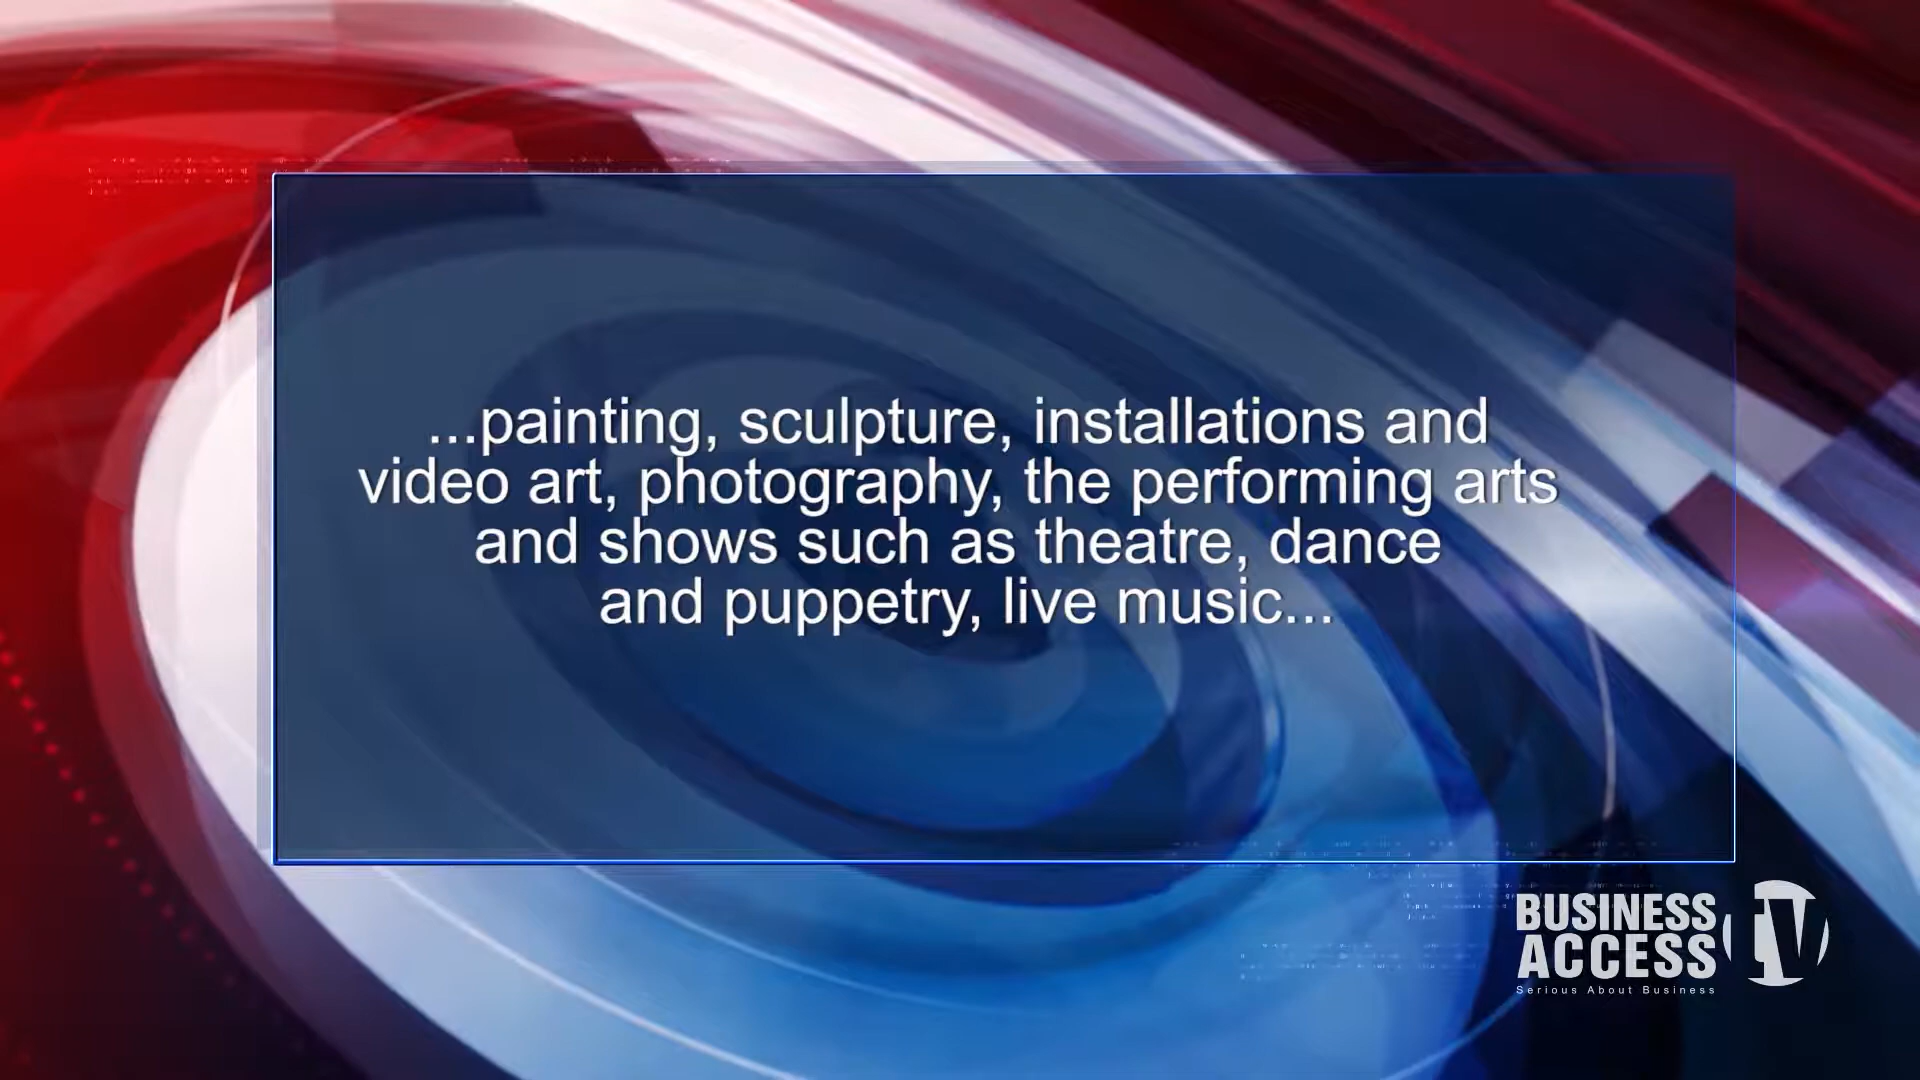 ...painting, sculpture, installations and
video art, photography, the performing arts
and shows such as theatre, dance
and puppetry, live music...
BUSINESS
ACCESS TV
Serious About Business